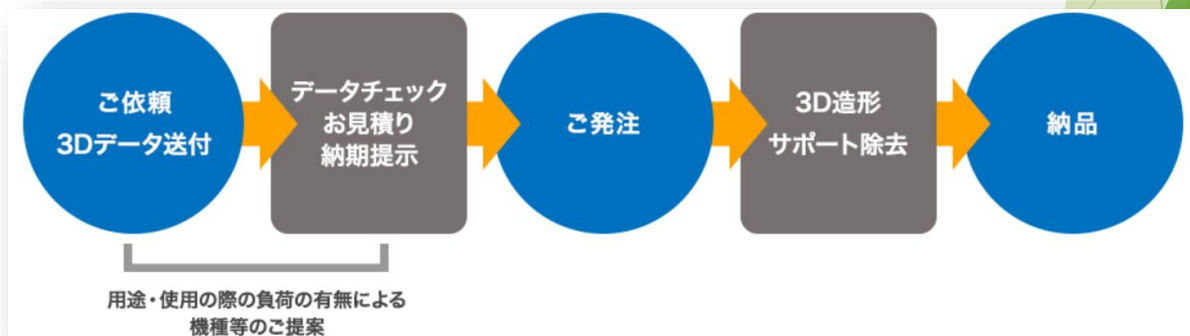 ご依頼
3Dデータ送付
データチェック
お見積り
納期提示
ご発注
3D造形
サポート除去
納品
用途・使用の際の負荷の有無による
機種等のご提案